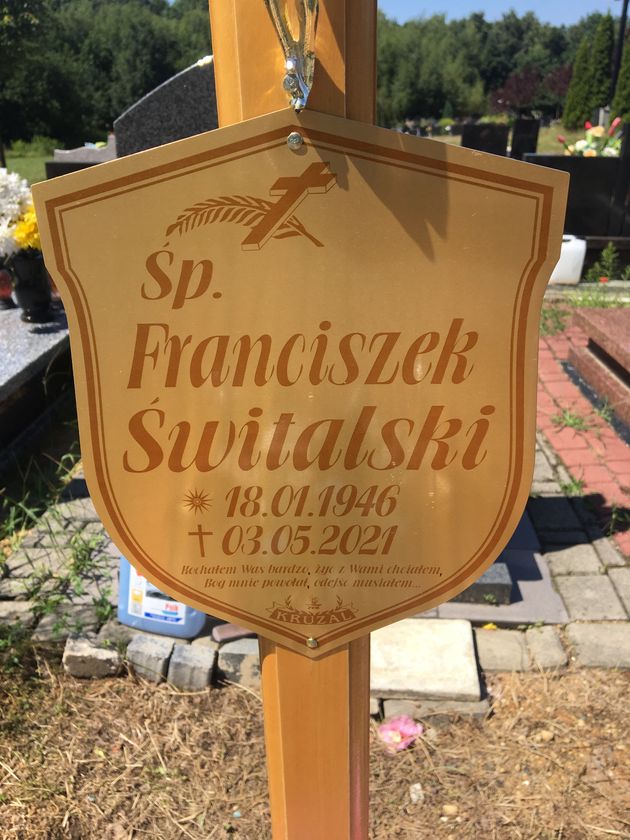 Śp.
Franciszek
Świtalski
18.01.1946
03.05.2021
Kochałem Was bardzo, żyć z Wami chciałem,
Bóg mnie powołał, odejść musiałem...
KRUZAL